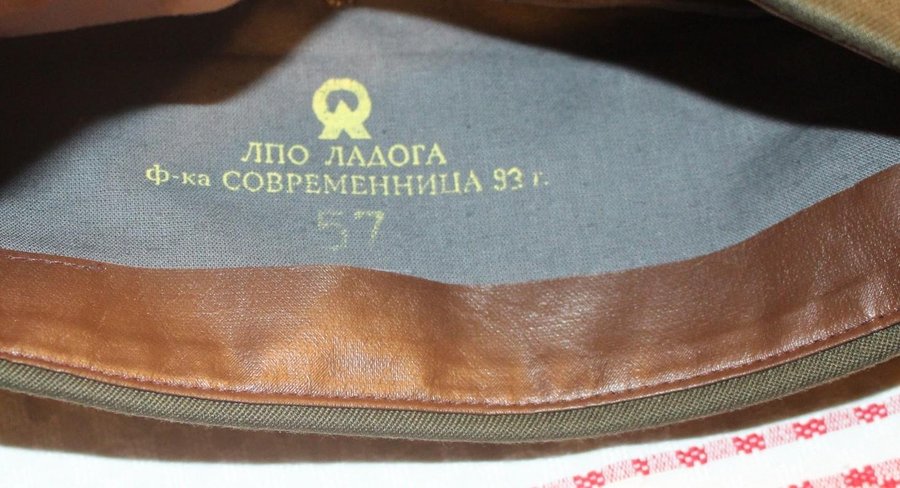 ЛПО ЛАДОГА
ф-ка СОВРЕМЕННИЦА 93 г.
57